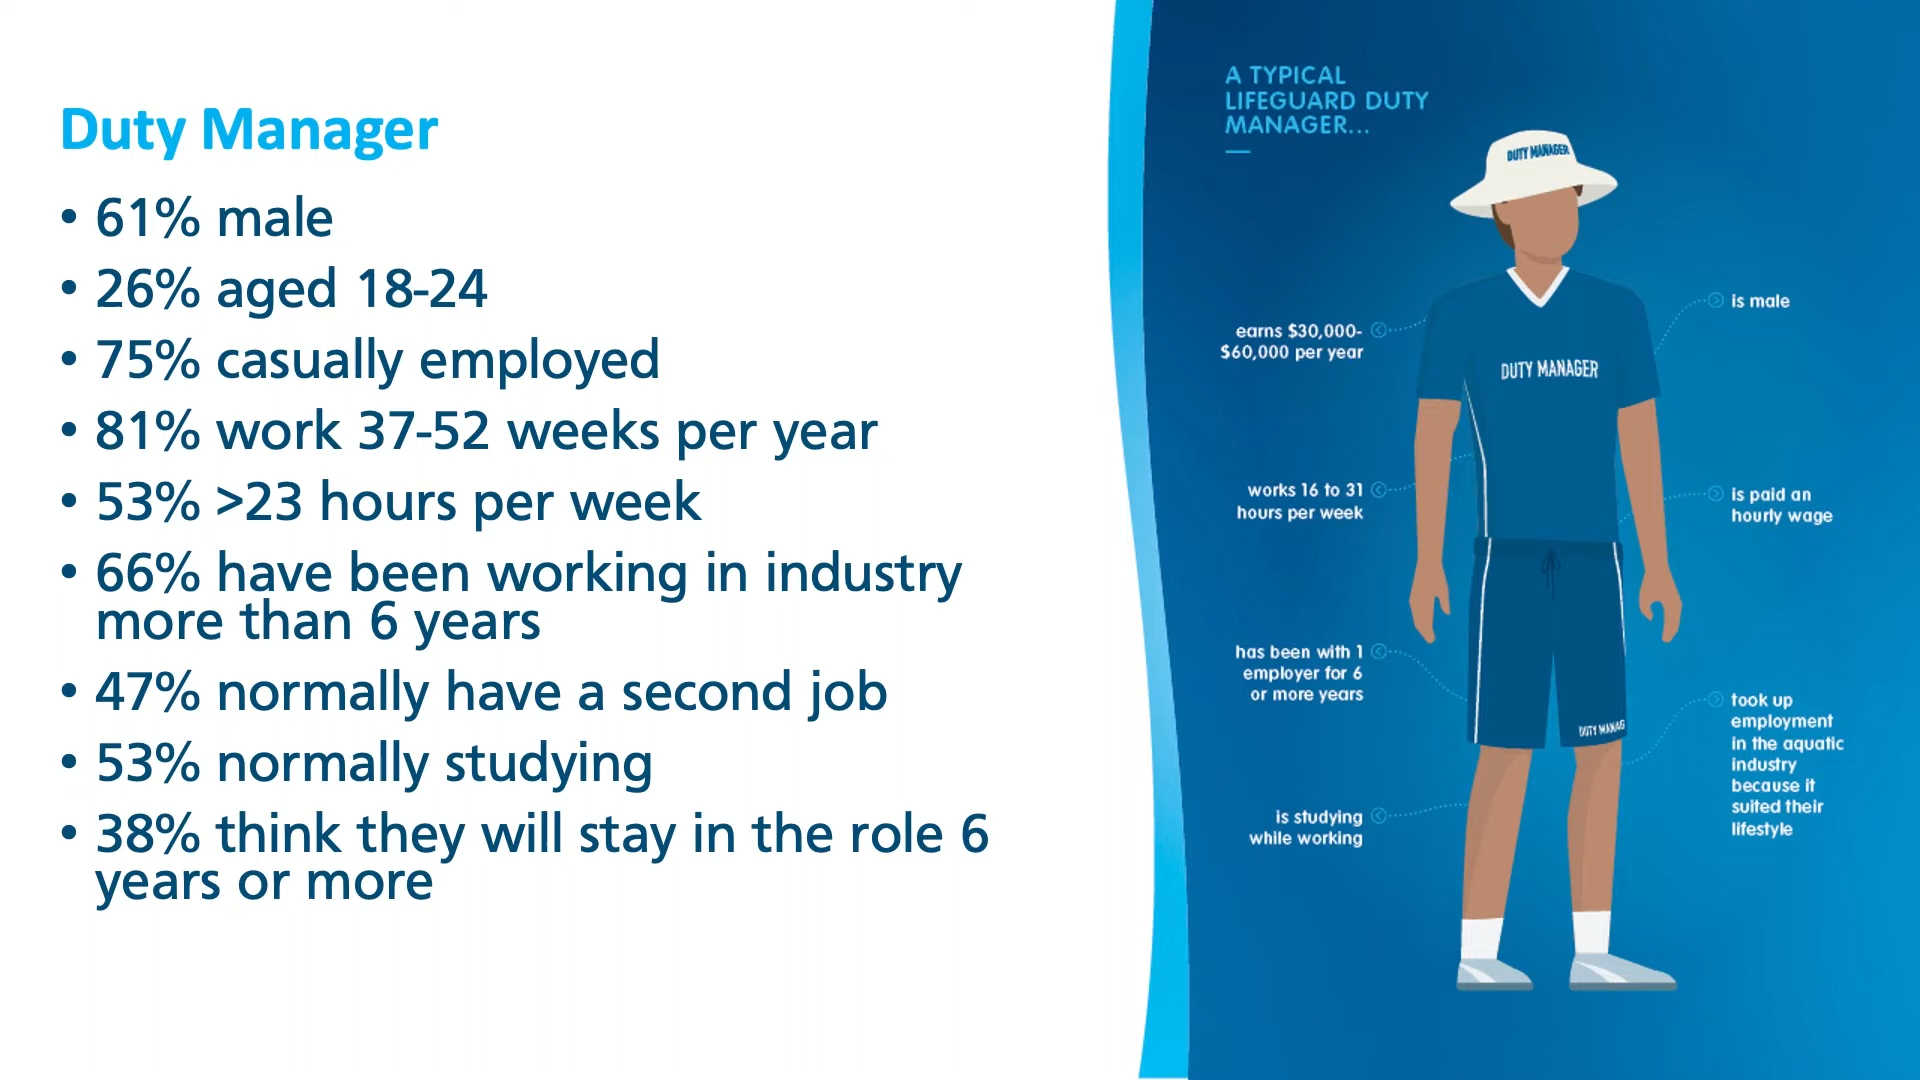 Duty Manager
• 61% male
• 26% aged 18-24
• 75% casually employed
• 81% work 37-52 weeks per year
• 53% >23 hours per week
• 66% have been working in industry
more than 6 years
• 47% normally have a second job
• 53% normally studying
• 38% think they will stay in the role 6
years or more
A TYPICAL
LIFEGUARD DUTY
MANAGER...
DUTY MANAGER
is male
earns $30,000-
$60,000 per year
DUTY MANAGER
works 16 to 31
hours per week
is paid an
hourly wage
has been with 1
employer for 6
or more years
took up
employment
in the aquatic
industry
because it
suited their
lifestyle
DUTY MANAG
is studying
while working